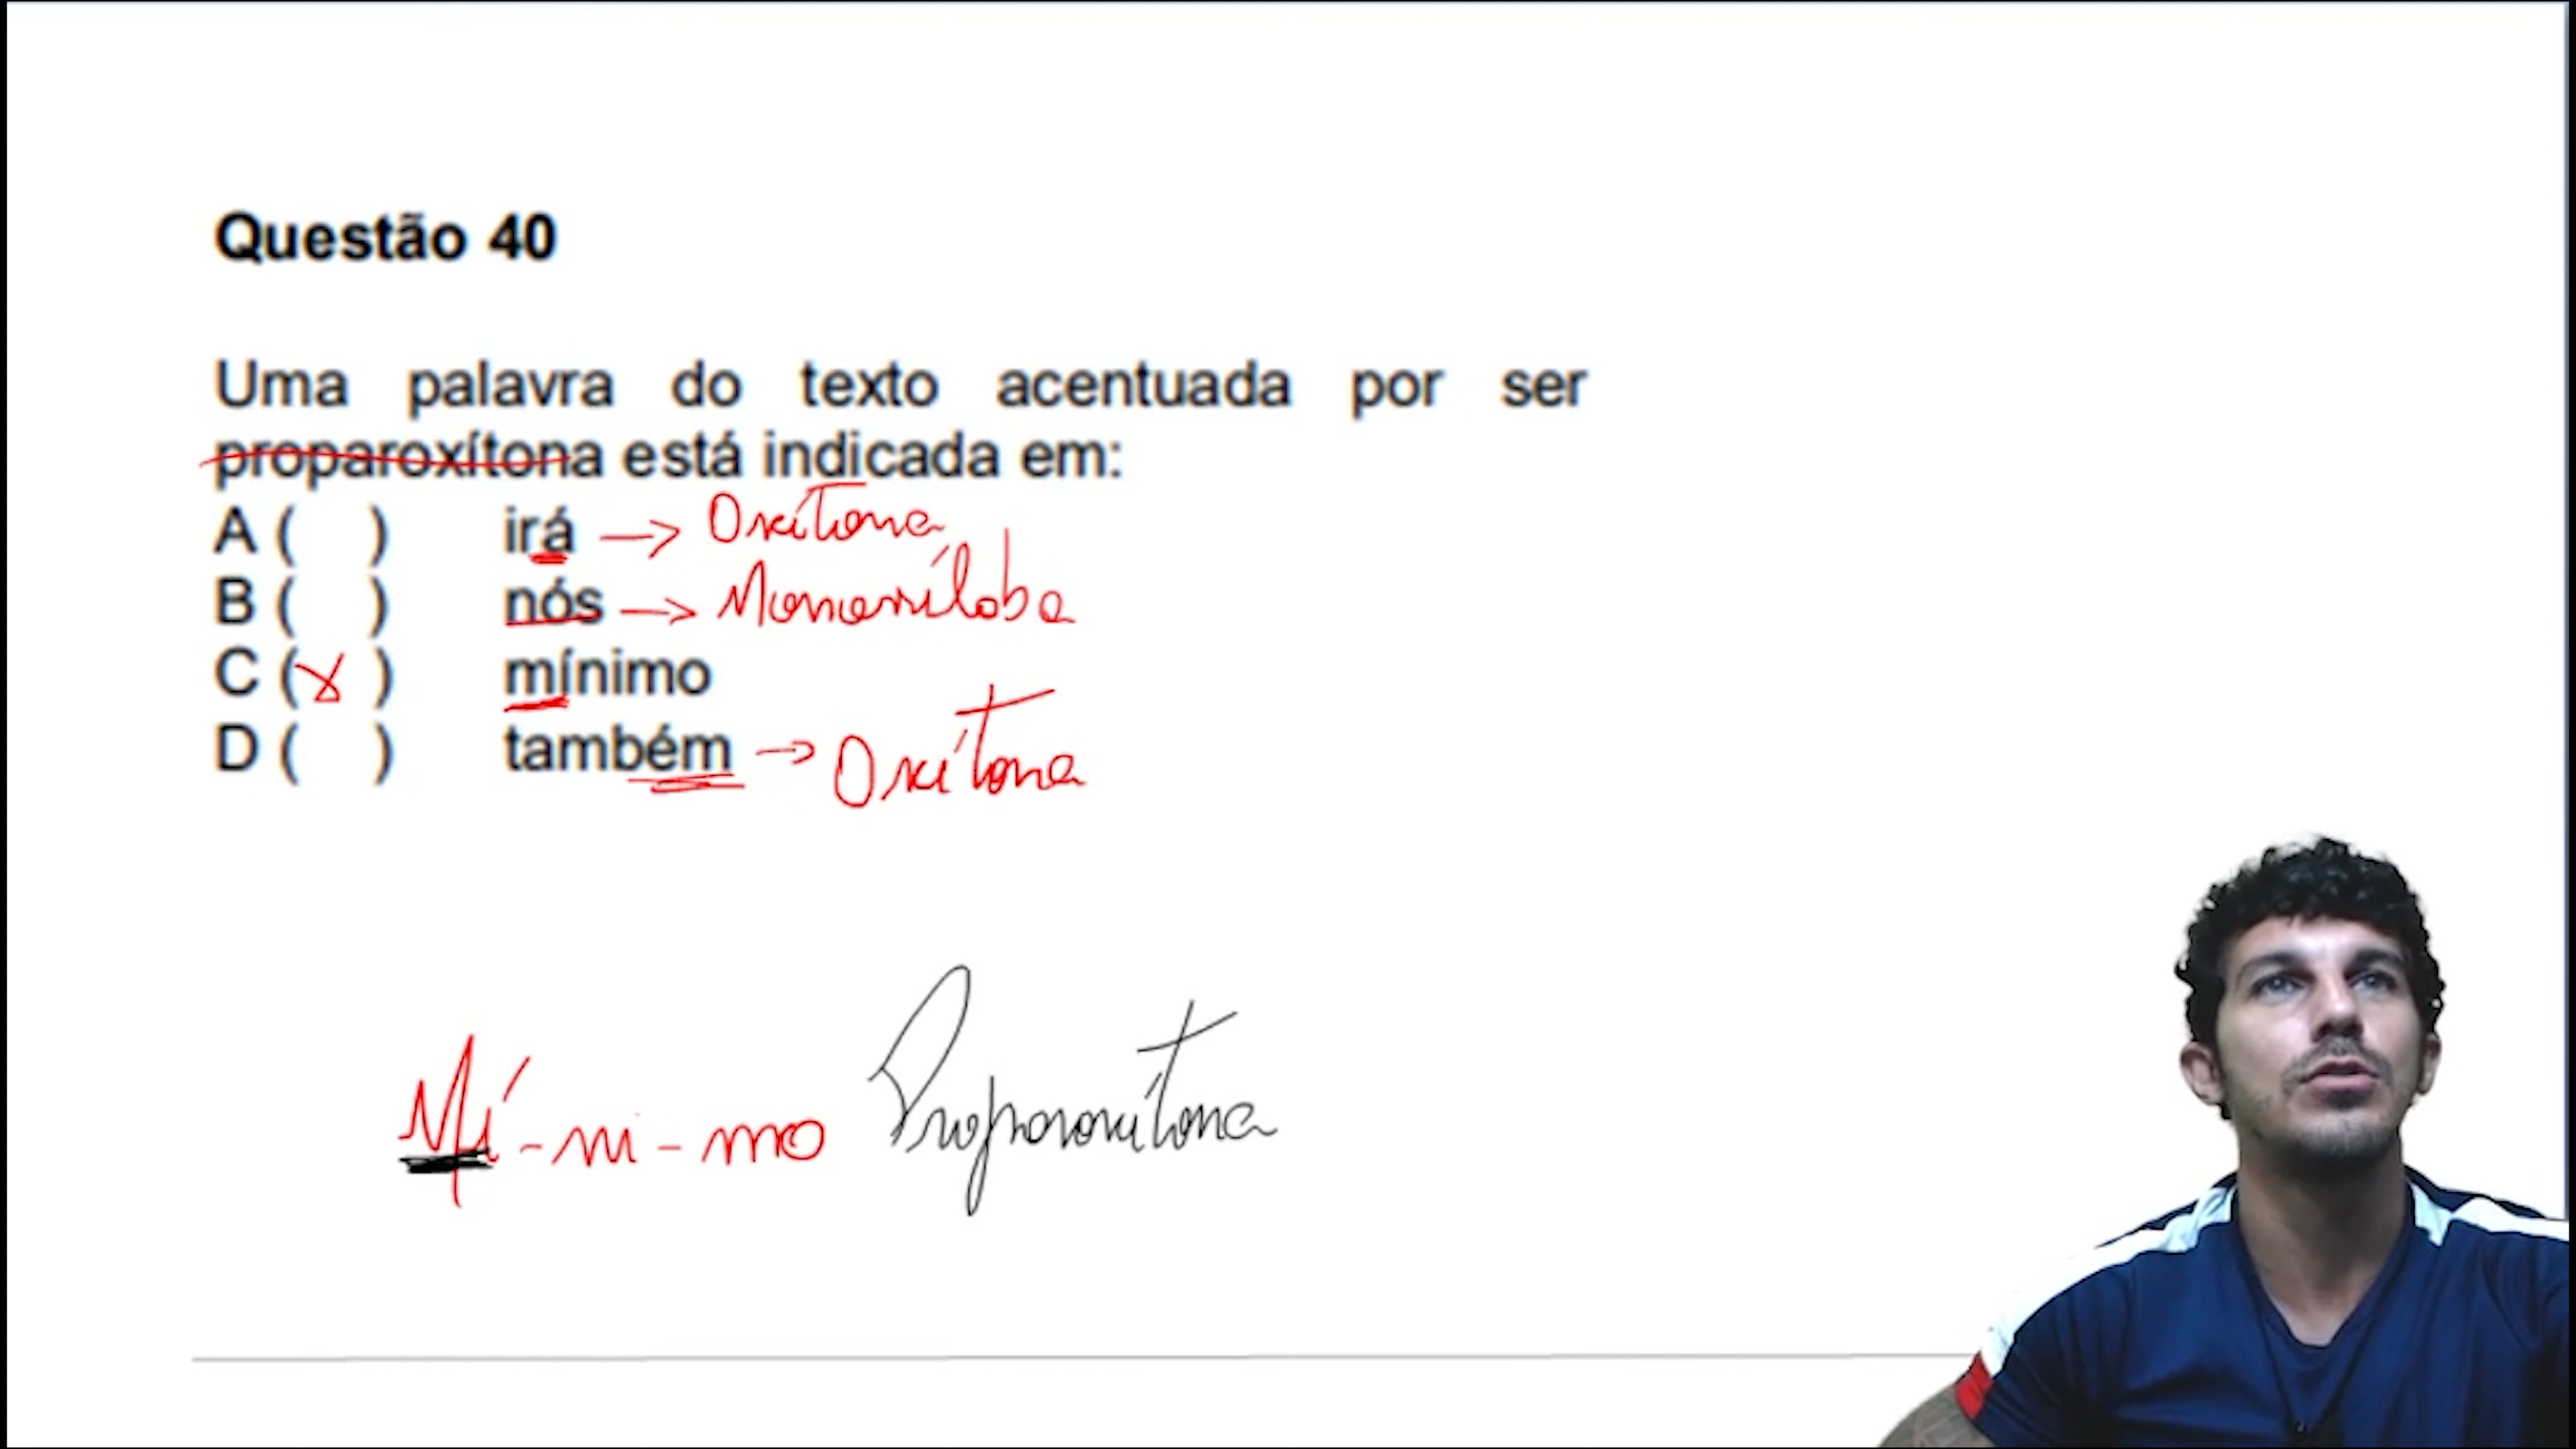 Questão 40
Uma palavra do texto acentuada por ser
proparoxítona está indicada em:
A ( ) irá → Oxítona
B ( ) nós → Monossílaba
C (x ) mínimo
D ( ) também → Oxítona
Mí-ni-mo Proparoxítona